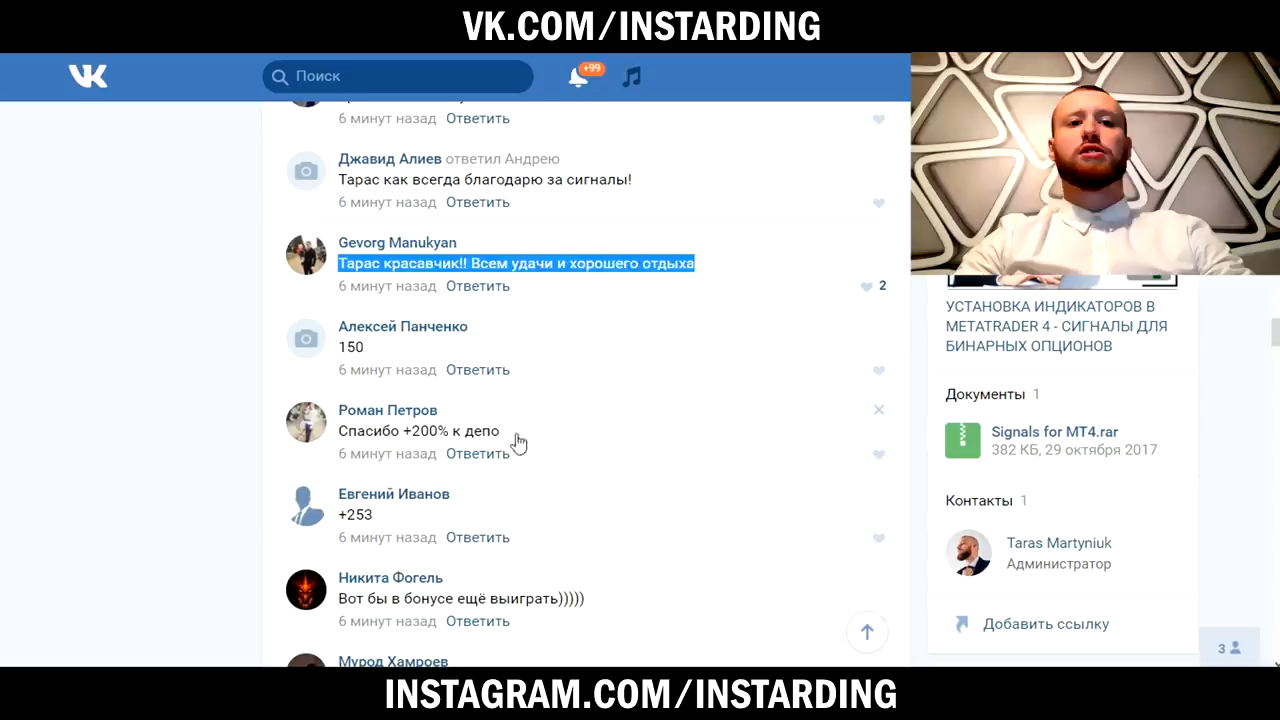 VK.COM/INSTARDING
Поиск
+99
6 минут назад Ответить
Джавид Алиев ответил Андрею
Тарас как всегда благодарю за сигналы!
6 минут назад Ответить
Gevorg Manukyan
Тарас красавчик!! Всем удачи и хорошего отдыха
6 минут назад Ответить
2
Алексей Панченко
150
6 минут назад Ответить
Роман Петров
Спасибо +200% к депо
6 минут назад Ответить
Евгений Иванов
+253
6 минут назад Ответить
Никита Фогель
Вот бы в бонусе ещё выиграть)))))
6 минут назад Ответить
Мурод Хамроев
УСТАНОВКА ИНДИКАТОРОВ В
METATRADER 4 - СИГНАЛЫ ДЛЯ
БИНАРНЫХ ОПЦИОНОВ
Документы 1
Signals for MT4.rar
382 КБ, 29 октября 2017
Контакты 1
Taras Martyniuk
Администратор
Добавить ссылку
3
INSTAGRAM.COM/INSTARDING